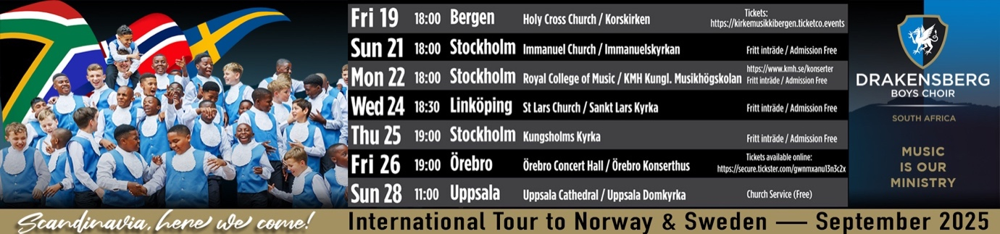 Fri 19 18:00 Bergen Holy Cross Church / Korskirken Tickets:
https://kirkemusikkibergen.ticketco.events
Sun 21 18:00 Stockholm Immanuel Church / Immanuelskyrkan Fritt inträde / Admission Free
Mon 22 18:00 Stockholm Royal College of Music / KMH Kungl. Musikhögskolan https://www.kmh.se/konserter
Fritt inträde / Admission Free
Wed 24 18:30 Linköping St Lars Church / Sankt Lars Kyrka Fritt inträde / Admission Free
Thu 25 19:00 Stockholm Kungsholms Kyrka Fritt inträde / Admission Free
Fri 26 19:00 Örebro Örebro Concert Hall / Örebro Konserthus Tickets available online:
https://secure.tickster.com/gwnmxanu13n3c2x
Sun 28 11:00 Uppsala Uppsala Cathedral / Uppsala Domkyrka Church Service (Free)
DRAKENSBERG
BOYS CHOIR
SOUTH AFRICA
MUSIC
IS OUR
MINISTRY
Scandinavia, here we come!
International Tour to Norway & Sweden — September 2025